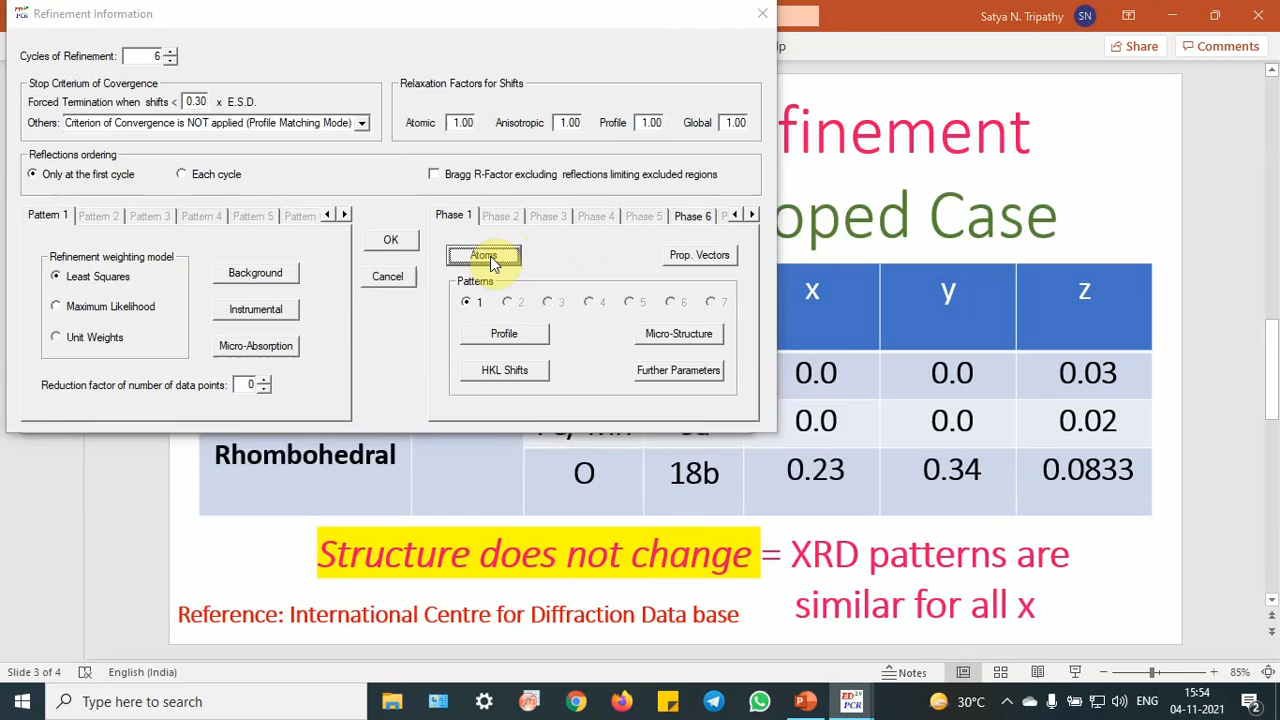 ED PCR Refinement Information
Satya N. Tripathy SN
Share Comments
Cycles of Refinement: 6
Stop Criterium of Convergence
Forced Termination when shifts < 0.30 x E.S.D.
Others: Criterion of Convergence is NOT applied (Profile Matching Mode)
Relaxation Factors for Shifts
Atomic 1.00 Anisotropic 1.00 Profile 1.00 Global 1.00
Reflections ordering
Only at the first cycle Each cycle Bragg R-Factor excluding reflections limiting excluded regions
Pattern 1 Pattern 2 Pattern 3 Pattern 4 Pattern 5 Pattern
Refinement weighting model
Least Squares
Maximum Likelihood
Unit Weights
Background
Instrumental
Micro-Absorption
Reduction factor of number of data points: 0
OK
Cancel
Phase 1 Phase 2 Phase 3 Phase 4 Phase 5 Phase 6
Atoms Prop. Vectors
Patterns
1 2 3 4 5 6 7
Profile Micro-Structure
HKL Shifts Further Parameters
finement
oped Case
x y z
0.0 0.0 0.03
0.0 0.0 0.02
Rhombohedral O 18b 0.23 0.34 0.0833
Structure does not change = XRD patterns are
similar for all x
Reference: International Centre for Diffraction Data base
Slide 3 of 4 English (India) Notes 85%
Type here to search 30°C ENG 15:54
04-11-2021 2